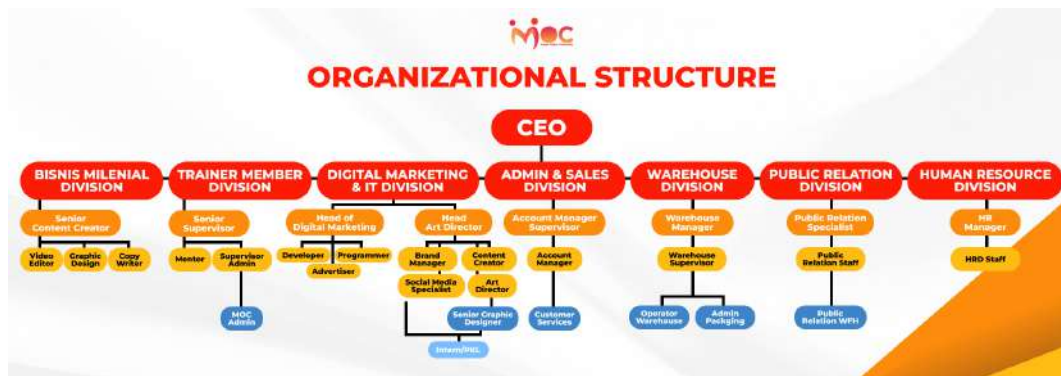 MOC
ORGANIZATIONAL STRUCTURE
CEO
BISNIS MILENIAL
DIVISION
TRAINER MEMBER
DIVISION
DIGITAL MARKETING
& IT DIVISION
ADMIN & SALES
DIVISION
WAREHOUSE
DIVISION
PUBLIC RELATION
DIVISION
HUMAN RESOURCE
DIVISION
Senior
Content Creator
Senior
Supervisor
Head of
Digital Marketing
Head
Art Director
Account Manager
Supervisor
Warehouse
Manager
Public Relation
Specialist
HR
Manager
Video
Editor
Graphic
Design
Copy
Writer
Mentor
Supervisor
Admin
Developer
Programmer
Advertiser
Brand
Manager
Content
Creator
Account
Manager
Warehouse
Supervisor
Public
Relation Staff
HRD Staff
Social Media
Specialist
Art
Director
MOC
Admin
Senior Graphic
Designer
Customer
Services
Operator
Warehouse
Admin
Packging
Public
Relation WFH
Intern/PKL